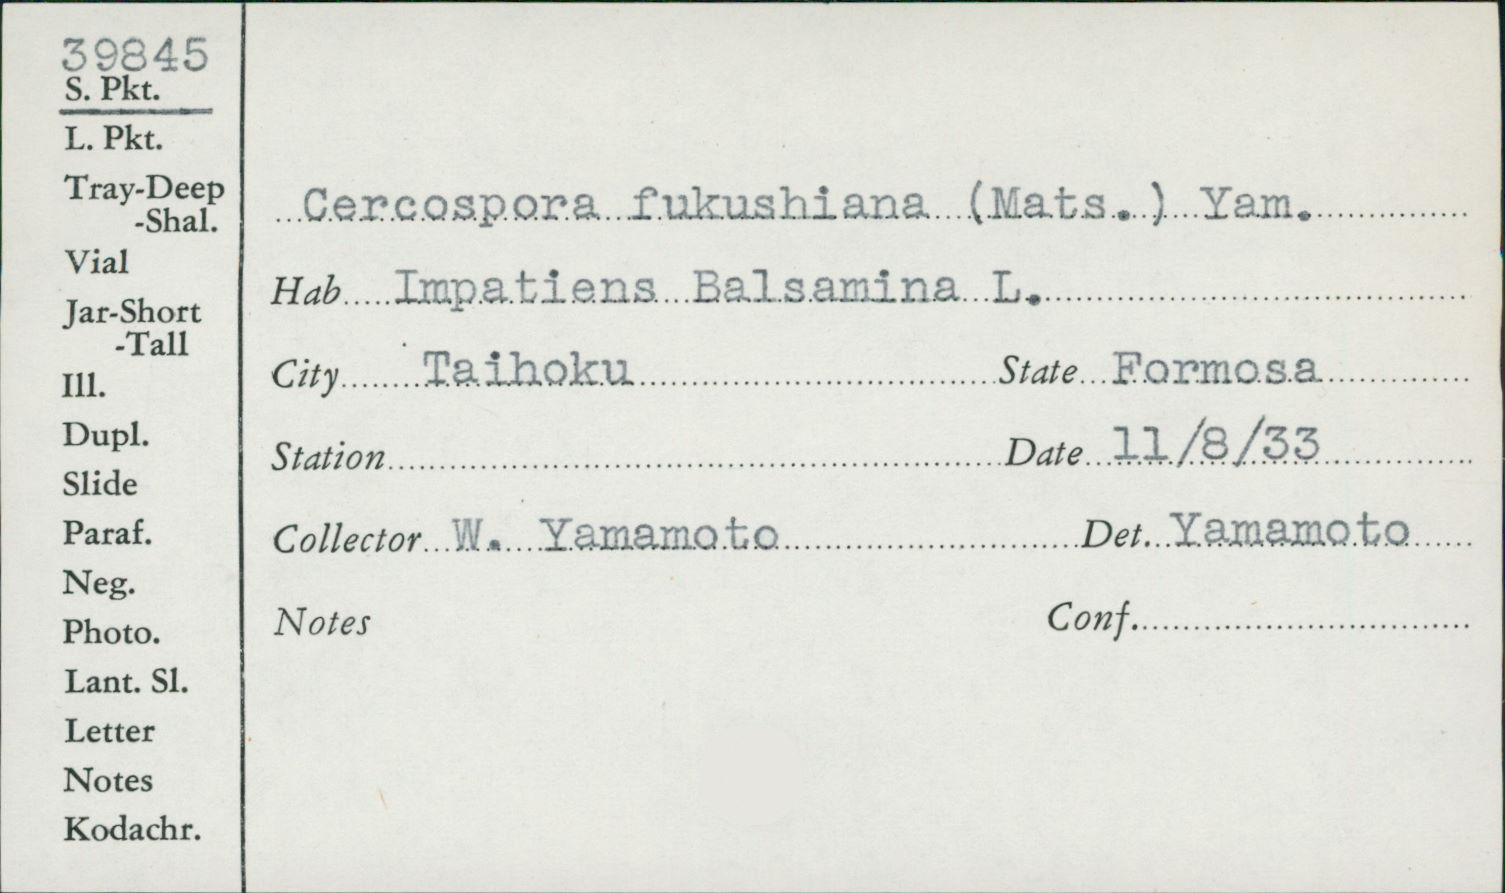 39845
S. Pkt.
L. Pkt.
Tray-Deep
-Shal.
Vial
Jar-Short
-Tall
Ill.
Dupl.
Slide
Paraf.
Neg.
Photo.
Lant. Sl.
Letter
Notes
Kodachr.
Cercospora fukushiana (Mats.) Yam.
Hab Impatiens Balsamina L.
City Taihoku State Formosa
Station Date 11/8/33
Collector W. Yamamoto Det. Yamamoto
Notes Conf.